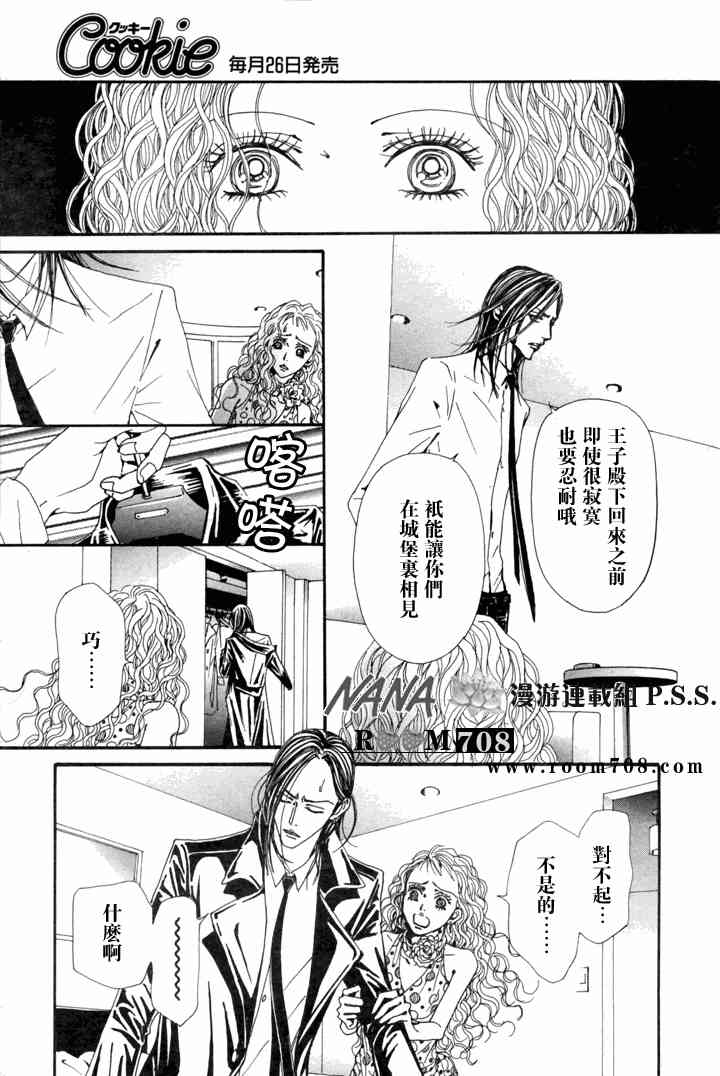 クッキー
Cookie
毎月26日発売
王子殿下回來之前
即使很寂寞
也要忍耐哦
衹能讓你們
在城堡裏相見
喀嗒
巧……
NANA
漫游連載組 P.S.S.
ROOM 708
www.room708.com
對不起…
不是的……
什麼啊